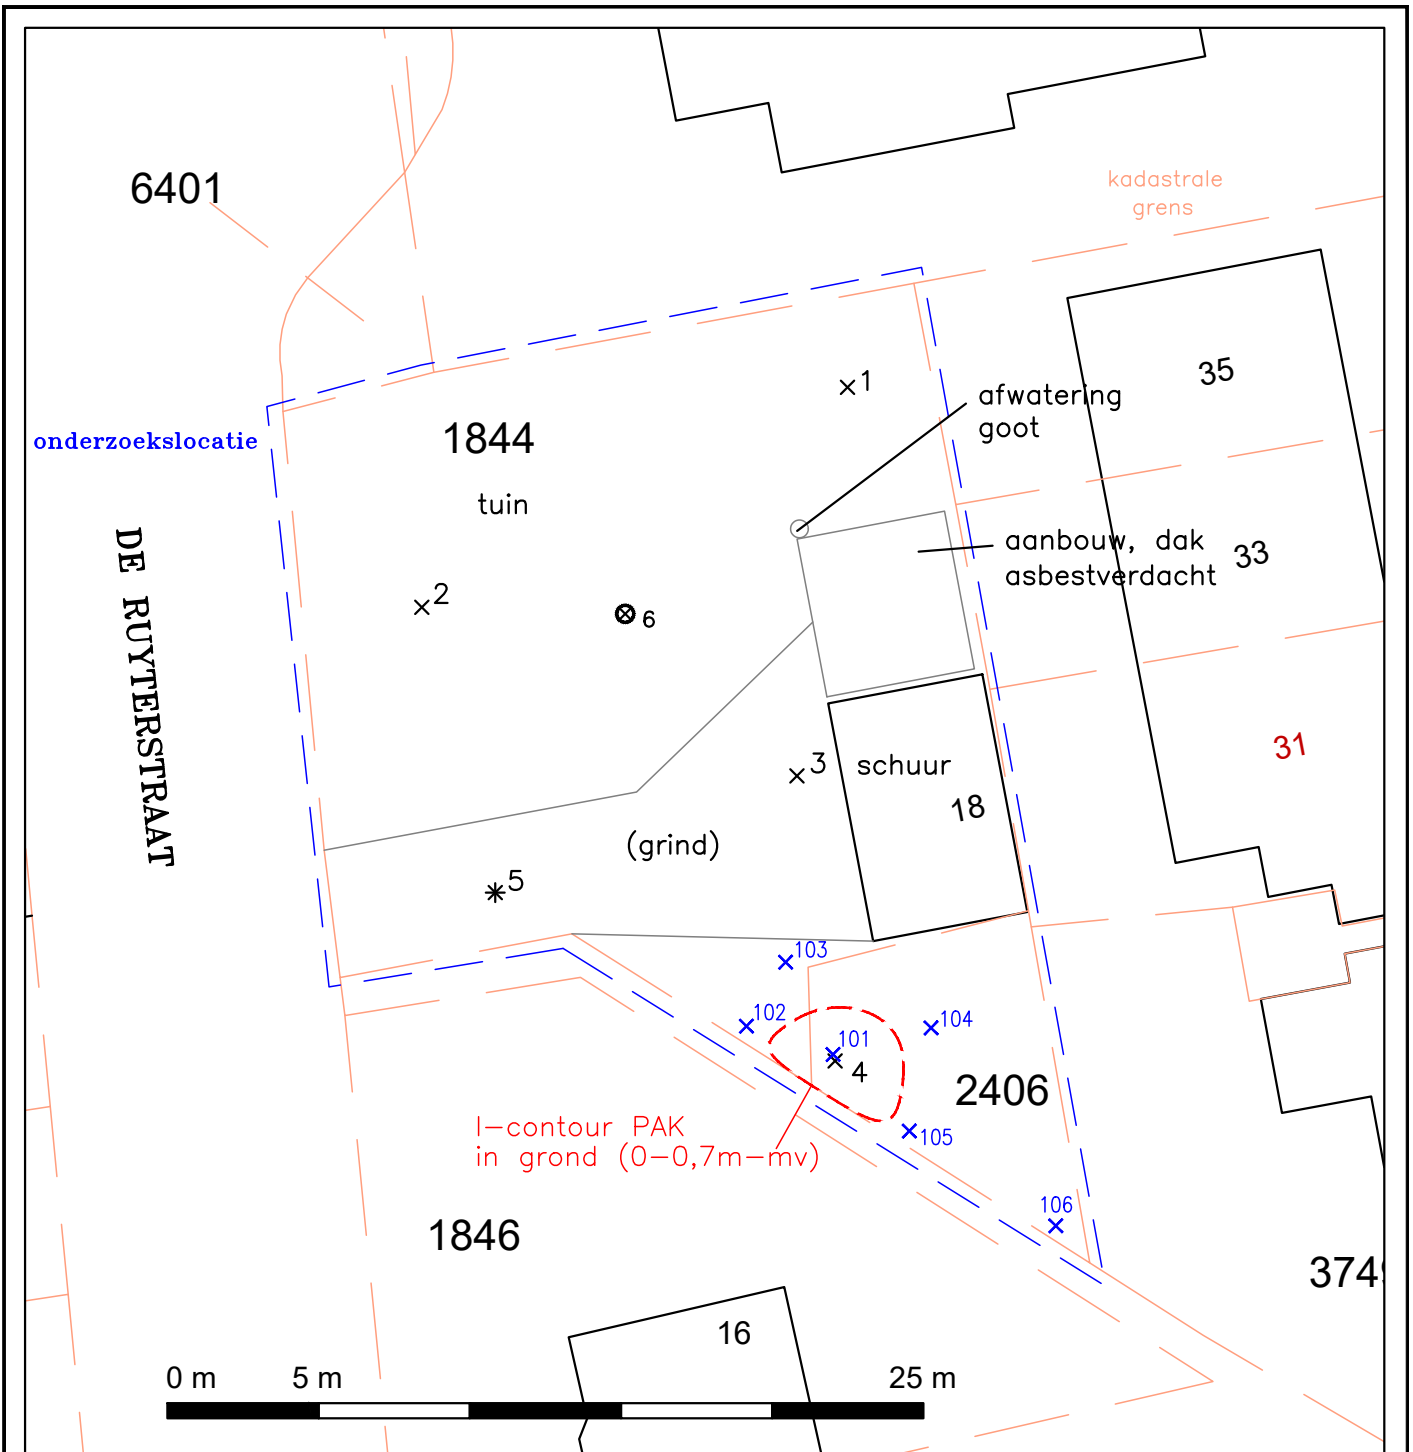 6401
kadastrale
grens
35
1
afwatering
goot
onderzoekslocatie
1844
tuin
aanbouw, dak
asbestverdacht
33
DE RUYTERSTRAAT
2
6
31
3
schuur
18
(grind)
5
103
102
104
101
4
2406
I-contour PAK
in grond (0-0,7m-mv)
105
106
1846
16
0 m 5 m 25 m